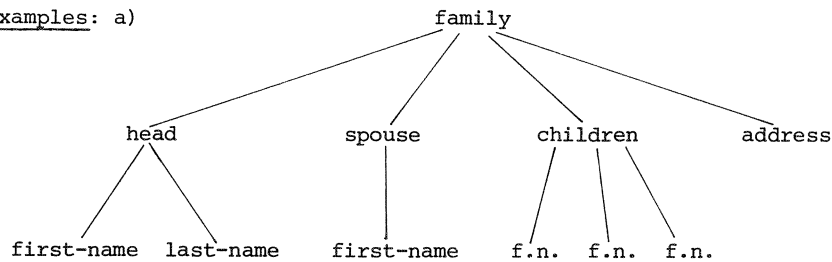 xamples: a) family
head spouse children address
first-name last-name first-name f.n. f.n. f.n.